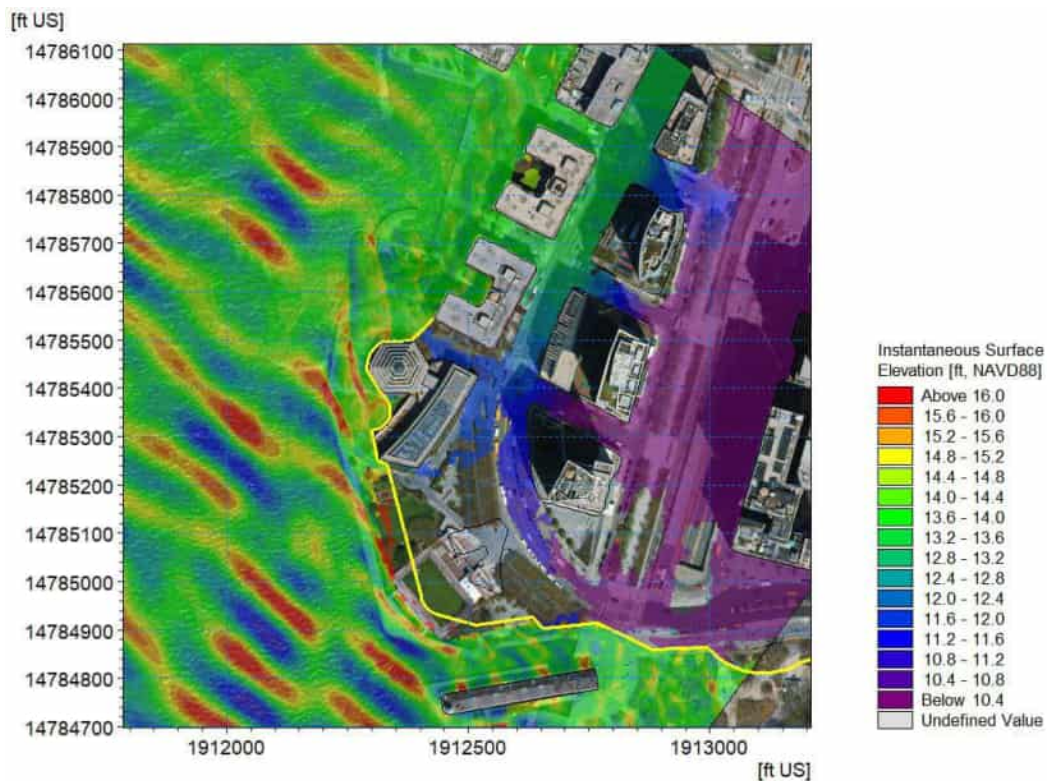 [ft US]
14786100
14786000
14785900
14785800
14785700
14785600
14785500
14785400
14785300
14785200
14785100
14785000
14784900
14784800
14784700
1912000
1912500
1913000
[ft US]
Instantaneous Surface
Elevation [ft, NAVD88]
Above 16.0
15.6 - 16.0
15.2 - 15.6
14.8 - 15.2
14.4 - 14.8
14.0 - 14.4
13.6 - 14.0
13.2 - 13.6
12.8 - 13.2
12.4 - 12.8
12.0 - 12.4
11.6 - 12.0
11.2 - 11.6
10.8 - 11.2
10.4 - 10.8
Below 10.4
Undefined Value